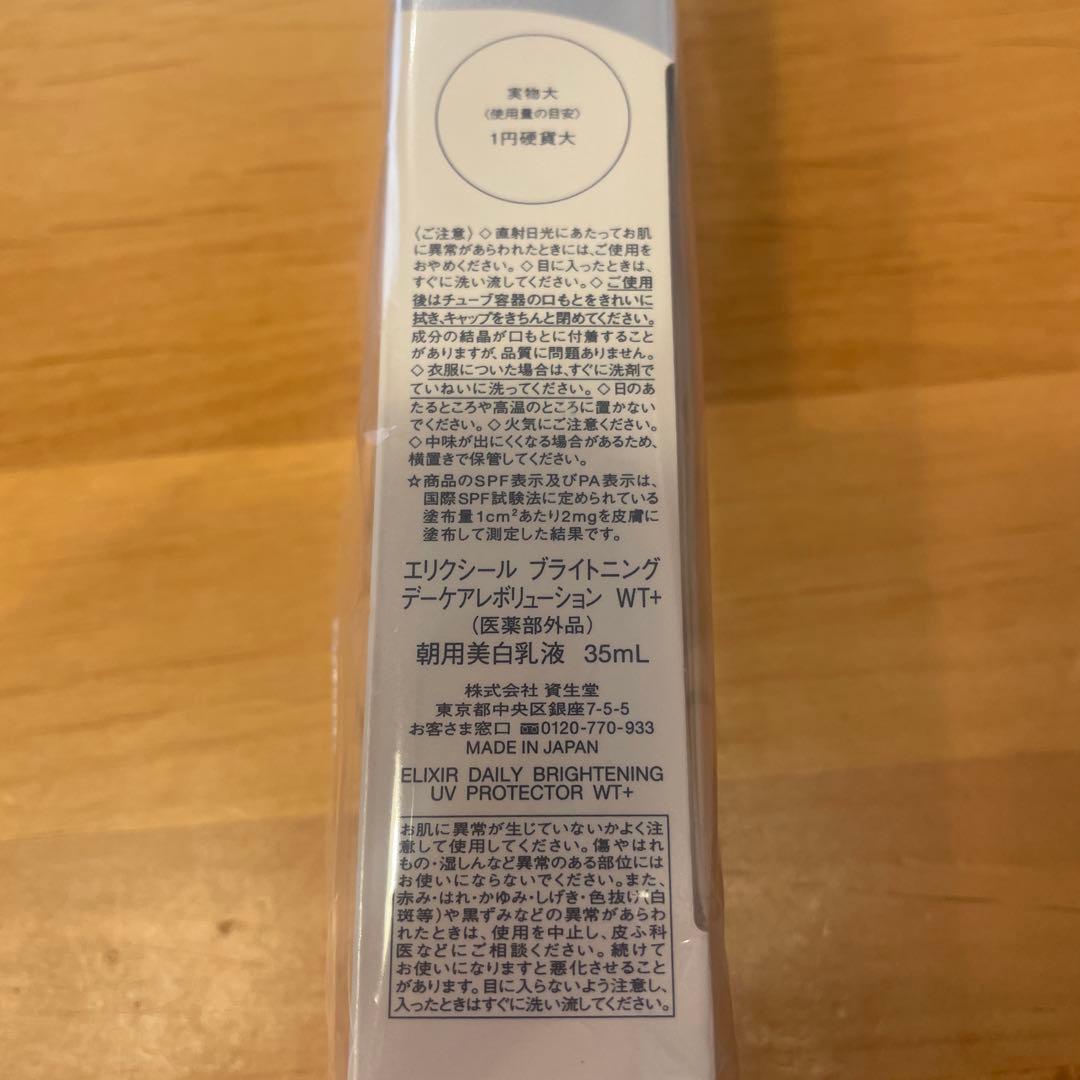 実物大
〈使用量の目安〉
1円硬貨大
〈ご注意〉◇直射日光にあたってお肌
に異常があらわれたときには、ご使用を
おやめください。◇目に入ったときは、
すぐに洗い流してください。◇ご使用
後はチューブ容器の口もとをきれいに
拭き、キャップをきちんと閉めてください。
成分の結晶が口もとに付着すること
がありますが、品質に問題ありません。
◇衣服についた場合は、すぐに洗剤で
ていねいに洗ってください。◇日のあ
たるところや高温のところに置かない
でください。◇火気にご注意ください。
◇中味が出にくくなる場合があるため、
横置きで保管してください。
☆商品のSPF表示及びPA表示は、
国際SPF試験法に定められている
塗布量1cm²あたり2mgを皮膚に
塗布して測定した結果です。
エリクシール ブライトニング
デーケアレボリューション WT+
(医薬部外品)
朝用美白乳液 35mL
株式会社 資生堂
東京都中央区銀座7-5-5
お客さま窓口 0120-770-933
MADE IN JAPAN
ELIXIR DAILY BRIGHTENING
UV PROTECTOR WT+
お肌に異常が生じていないかよく注
意して使用してください。傷やはれ
もの・湿しんなど異常のある部位には
お使いにならないでください。また、
赤み・はれ・かゆみ・しげき・色抜け(白
斑等)や黒ずみなどの異常があらわ
れたときは、使用を中止し、皮ふ科
医などにご相談ください。続けて
お使いになりますと悪化させること
があります。目に入らないよう注意し、
入ったときはすぐに洗い流してください。